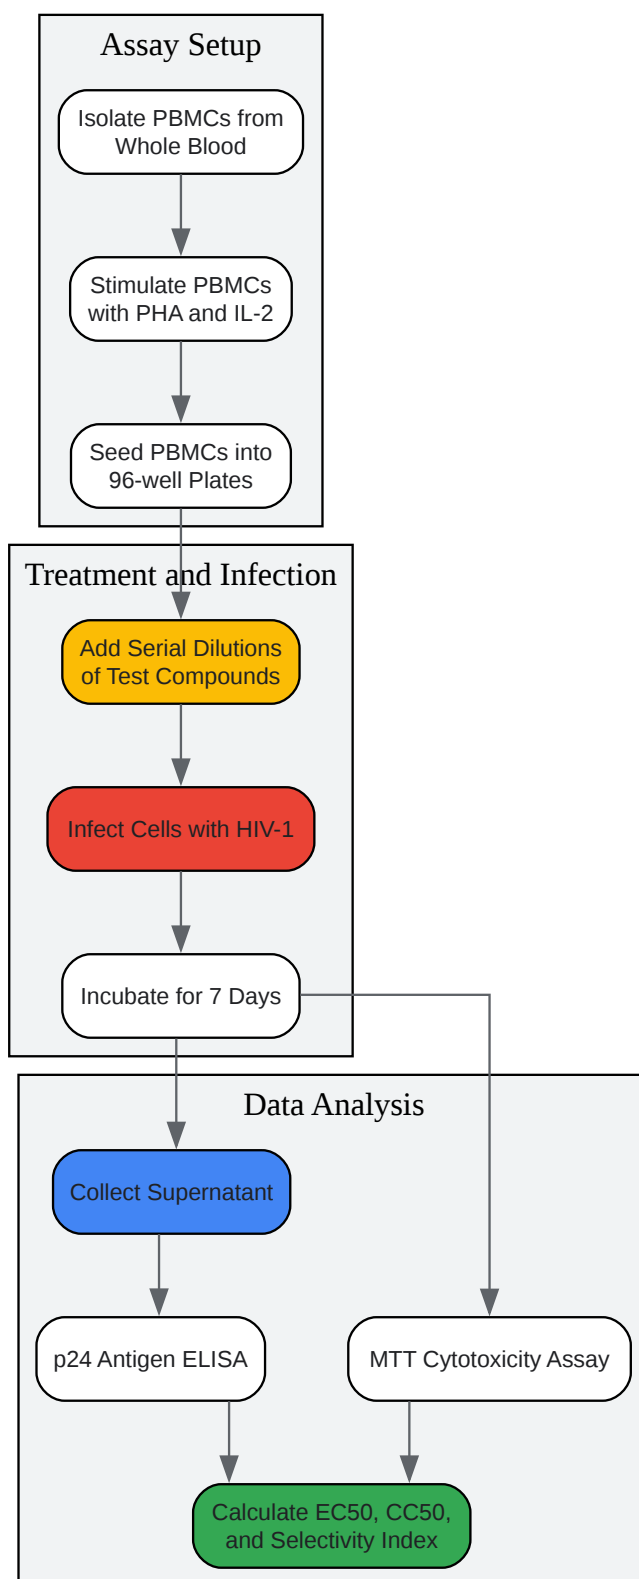 Assay Setup
Isolate PBMCs from
Whole Blood
Stimulate PBMCs
with PHA and IL-2
Seed PBMCs into
96-well Plates
Treatment and Infection
Add Serial Dilutions
of Test Compounds
Infect Cells with HIV-1
Incubate for 7 Days
Data Analysis
Collect Supernatant
p24 Antigen ELISA
MTT Cytotoxicity Assay
Calculate EC50, CC50,
and Selectivity Index